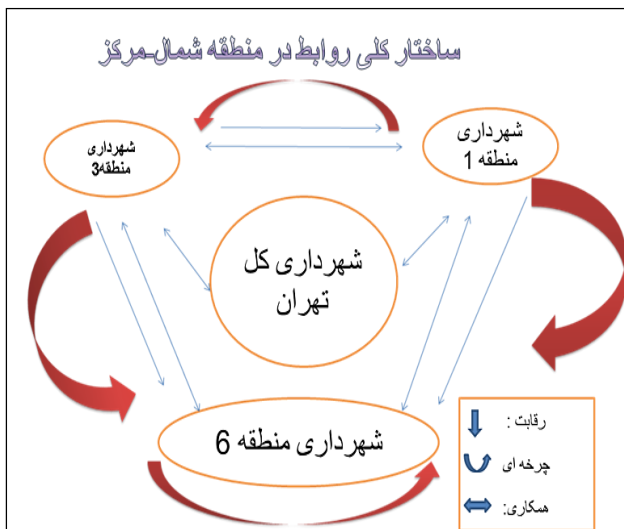 ساختار کلی روابط در منطقه شمال-مرکز
شهرداری
منطقه 1
شهرداری
منطقه3
شهرداری کل
تهران
شهرداری منطقه 6
رقابت :
چرخه ای
همکاری: